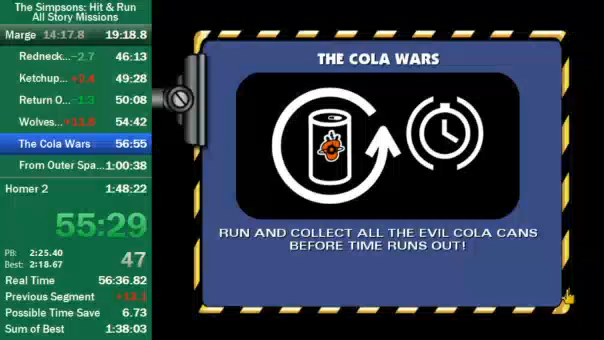 The Simpsons: Hit & Run
All Story Missions
Marge 14:17.8 19:18.8
Redneck...−2.7 46:13
Ketchup... +2.4 49:28
Return O...−1.3 50:08
Wolves...+11.8 54:42
The Cola Wars 56:55
From Outer Spa...1:00:38
Homer 2 1:48:22
55:29
PB: 2:25.40
Best: 2:18.67
47
Real Time 56:36.82
Previous Segment +13.1
Possible Time Save 6.73
Sum of Best 1:38:03
THE COLA WARS
RUN AND COLLECT ALL THE EVIL COLA CANS
BEFORE TIME RUNS OUT!